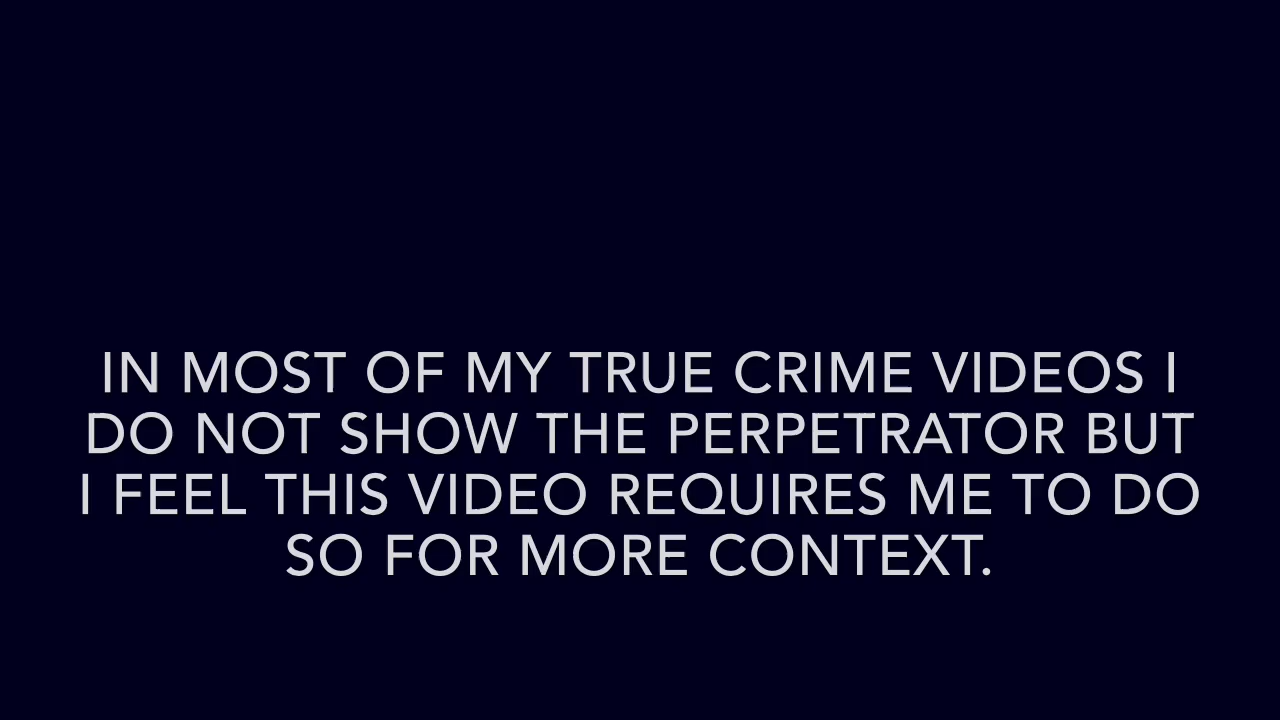 IN MOST OF MY TRUE CRIME VIDEOS I
DO NOT SHOW THE PERPETRATOR BUT
I FEEL THIS VIDEO REQUIRES ME TO DO
SO FOR MORE CONTEXT.